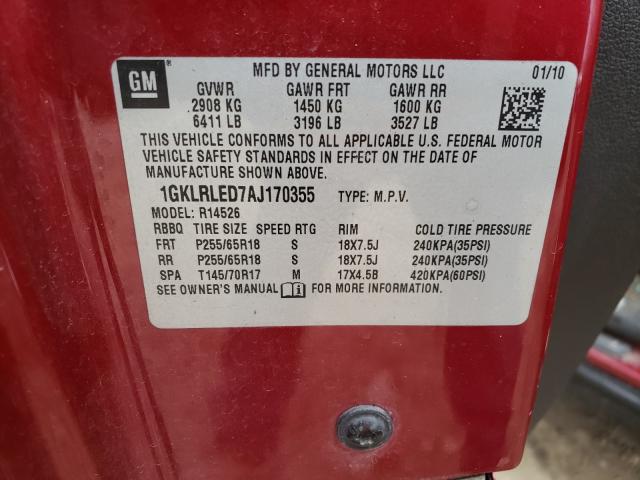 GM
®
MFD BY GENERAL MOTORS LLC 01/10
GVWR GAWR FRT GAWR RR
2908 KG 1450 KG 1600 KG
6411 LB 3196 LB 3527 LB
THIS VEHICLE CONFORMS TO ALL APPLICABLE U.S. FEDERAL MOTOR
VEHICLE SAFETY STANDARDS IN EFFECT ON THE DATE OF
MANUFACTURE SHOWN ABOVE.
1GKLRLED7AJ170355 TYPE: M.P.V.
MODEL: R14526
RBBQ TIRE SIZE SPEED RTG RIM COLD TIRE PRESSURE
FRT P255/65R18 S 18X7.5J 240KPA(35PSI)
RR P255/65R18 S 18X7.5J 240KPA(35PSI)
SPA T145/70R17 M 17X4.5B 420KPA(60PSI)
SEE OWNER'S MANUAL FOR MORE INFORMATION.